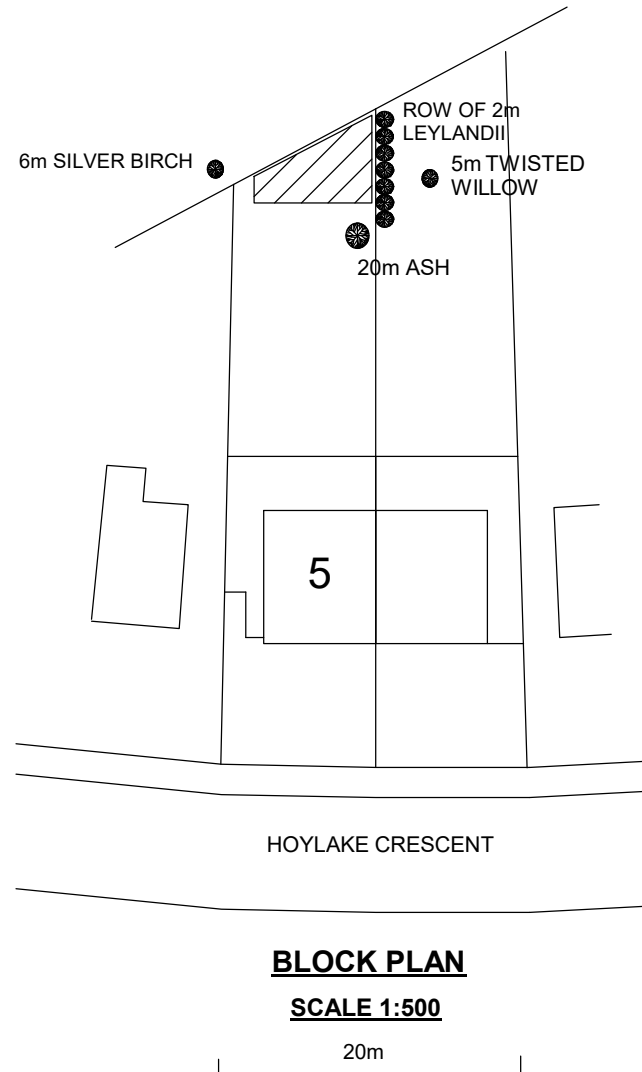 ROW OF 2m
LEYLANDII
6m SILVER BIRCH
5m TWISTED
WILLOW
20m ASH
5
HOYLAKE CRESCENT
BLOCK PLAN
SCALE 1:500
20m